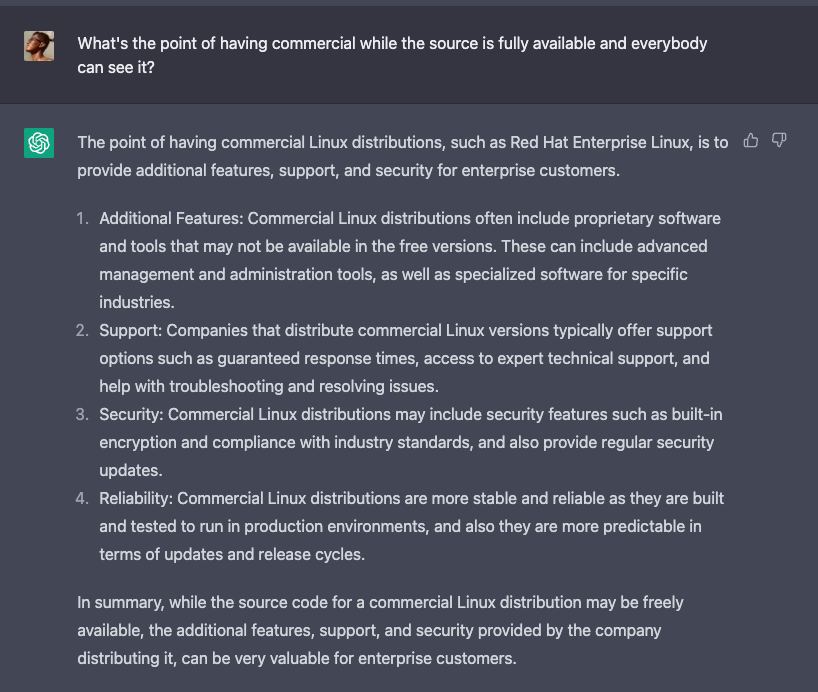 What's the point of having commercial while the source is fully available and everybody
can see it?
The point of having commercial Linux distributions, such as Red Hat Enterprise Linux, is to
provide additional features, support, and security for enterprise customers.
1. Additional Features: Commercial Linux distributions often include proprietary software
and tools that may not be available in the free versions. These can include advanced
management and administration tools, as well as specialized software for specific
industries.
2. Support: Companies that distribute commercial Linux versions typically offer support
options such as guaranteed response times, access to expert technical support, and
help with troubleshooting and resolving issues.
3. Security: Commercial Linux distributions may include security features such as built-in
encryption and compliance with industry standards, and also provide regular security
updates.
4. Reliability: Commercial Linux distributions are more stable and reliable as they are built
and tested to run in production environments, and also they are more predictable in
terms of updates and release cycles.
In summary, while the source code for a commercial Linux distribution may be freely
available, the additional features, support, and security provided by the company
distributing it, can be very valuable for enterprise customers.